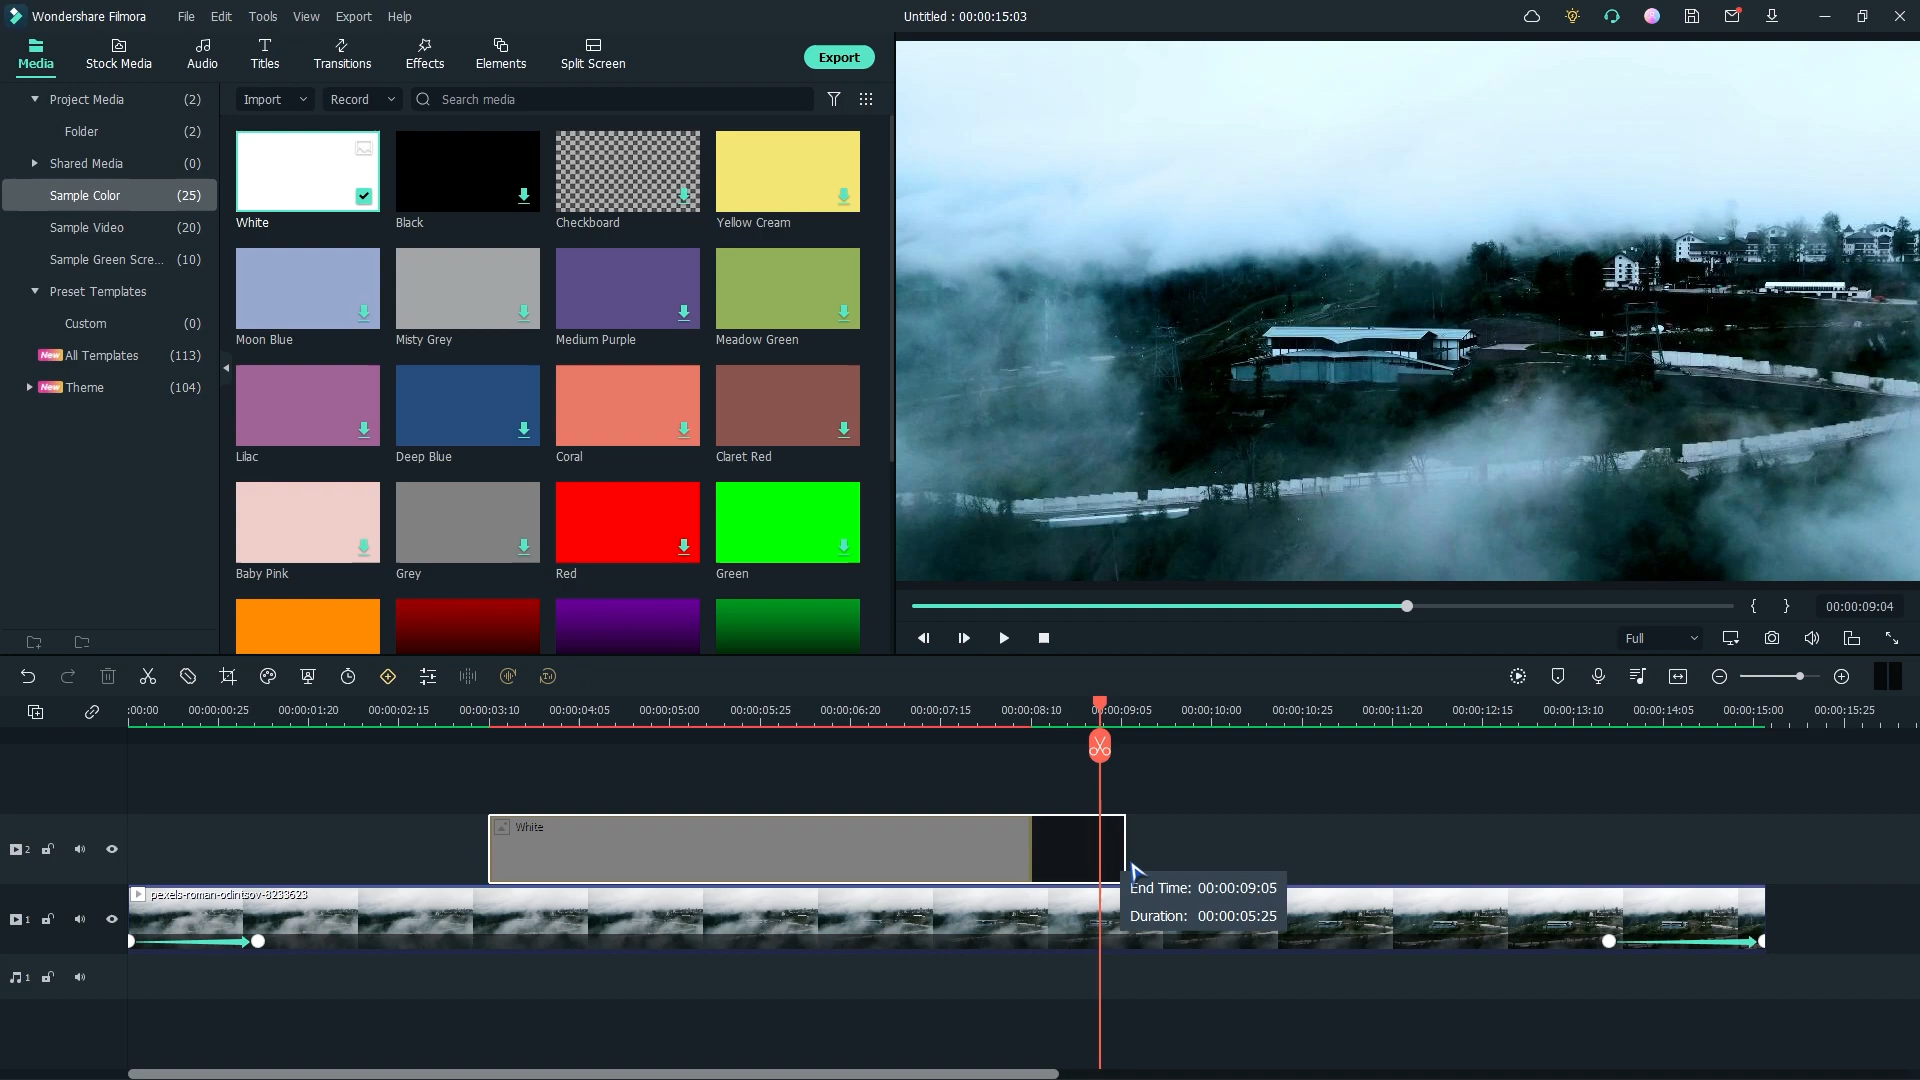 Wondershare Filmora File Edit Tools View Export Help Untitled : 00:00:15:03
Media Stock Media Audio Titles Transitions Effects Elements Split Screen Export
Project Media (2)
Folder (2)
Shared Media (0)
Sample Color (25)
Sample Video (20)
Sample Green Scre... (10)
Preset Templates
Custom (0)
New All Templates (113)
New Theme (104)
Import Record Search media
White Black Checkboard Yellow Cream
Moon Blue Misty Grey Medium Purple Meadow Green
Lilac Deep Blue Coral Claret Red
Baby Pink Grey Red Green
{ } 00:00:09:04
Full
:00:00 00:00:00:25 00:00:01:20 00:00:02:15 00:00:03:10 00:00:04:05 00:00:05:00 00:00:05:25 00:00:06:20 00:00:07:15 00:00:08:10 00:00:09:05 00:00:10:00 00:00:10:25 00:00:11:20 00:00:12:15 00:00:13:10 00:00:14:05 00:00:15:00 00:00:15:25
White
2
End Time: 00:00:09:05
Duration: 00:00:05:25
pexels-roman-odintsov-8233623
1
1